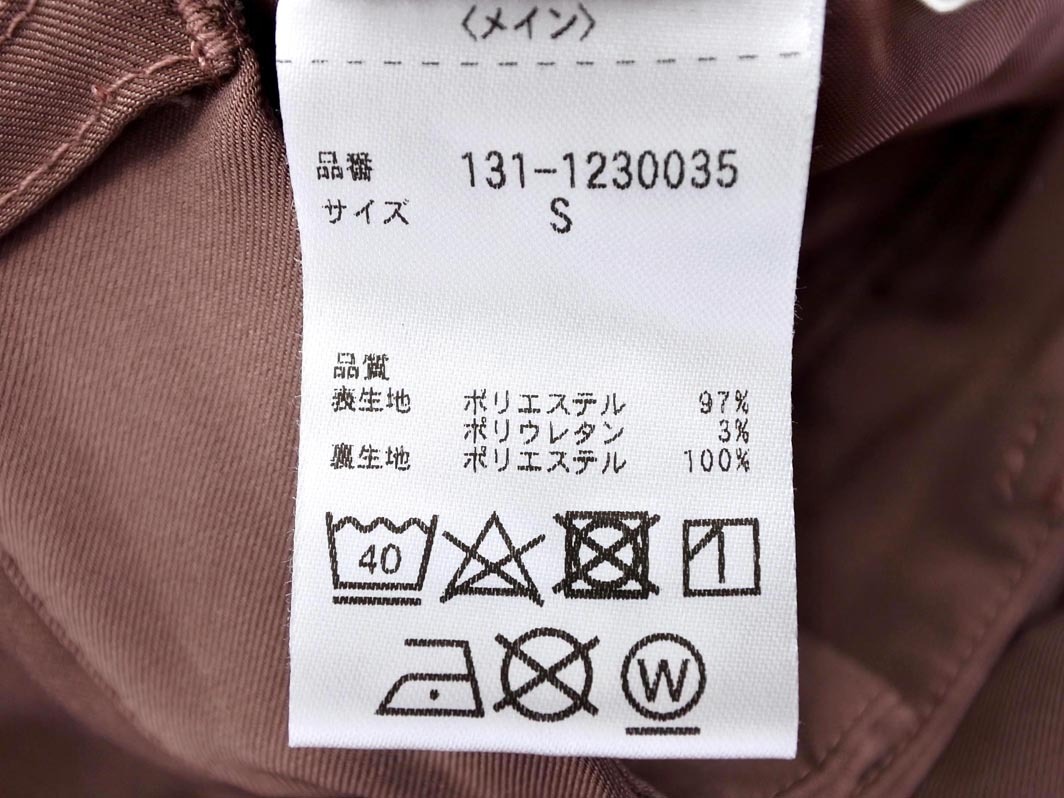 〈メイン〉
品番 131-1230035
サイズ S
品質
表生地 ポリエステル 97%
ポリウレタン 3%
裏生地 ポリエステル 100%
40
W